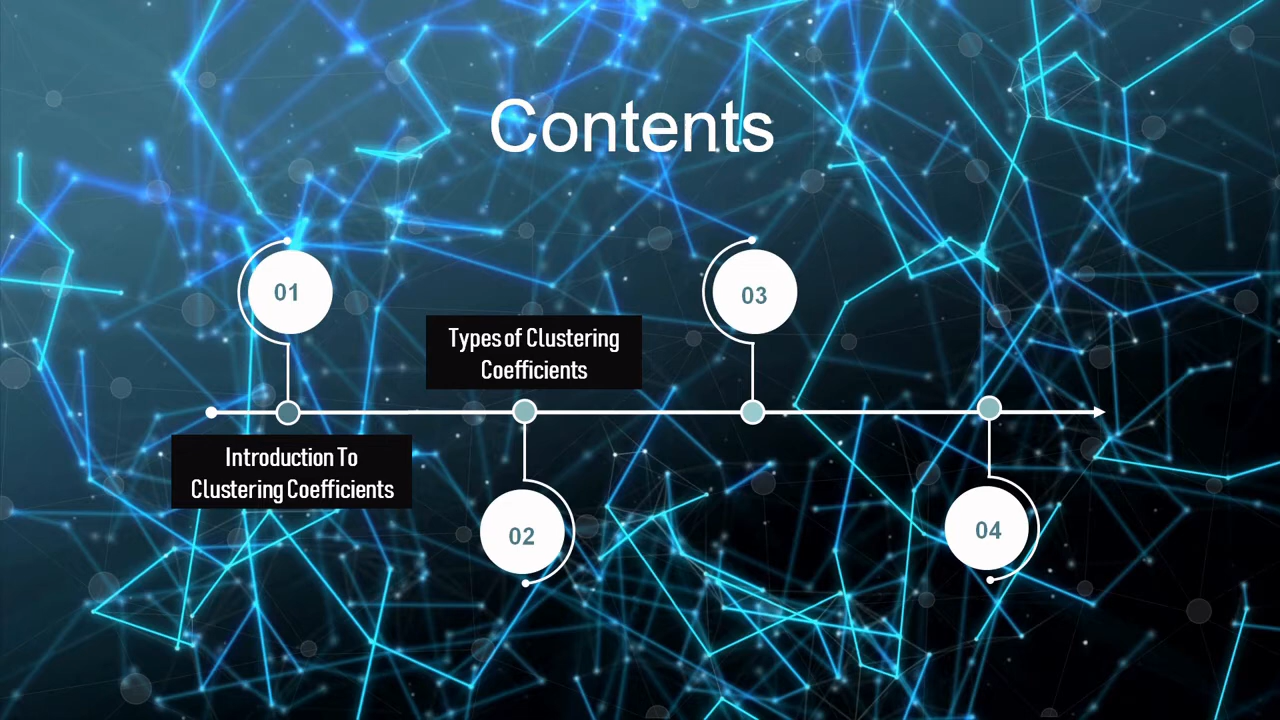 Contents
01
Introduction To
Clustering Coefficients
Types of Clustering
Coefficients
02
03
04